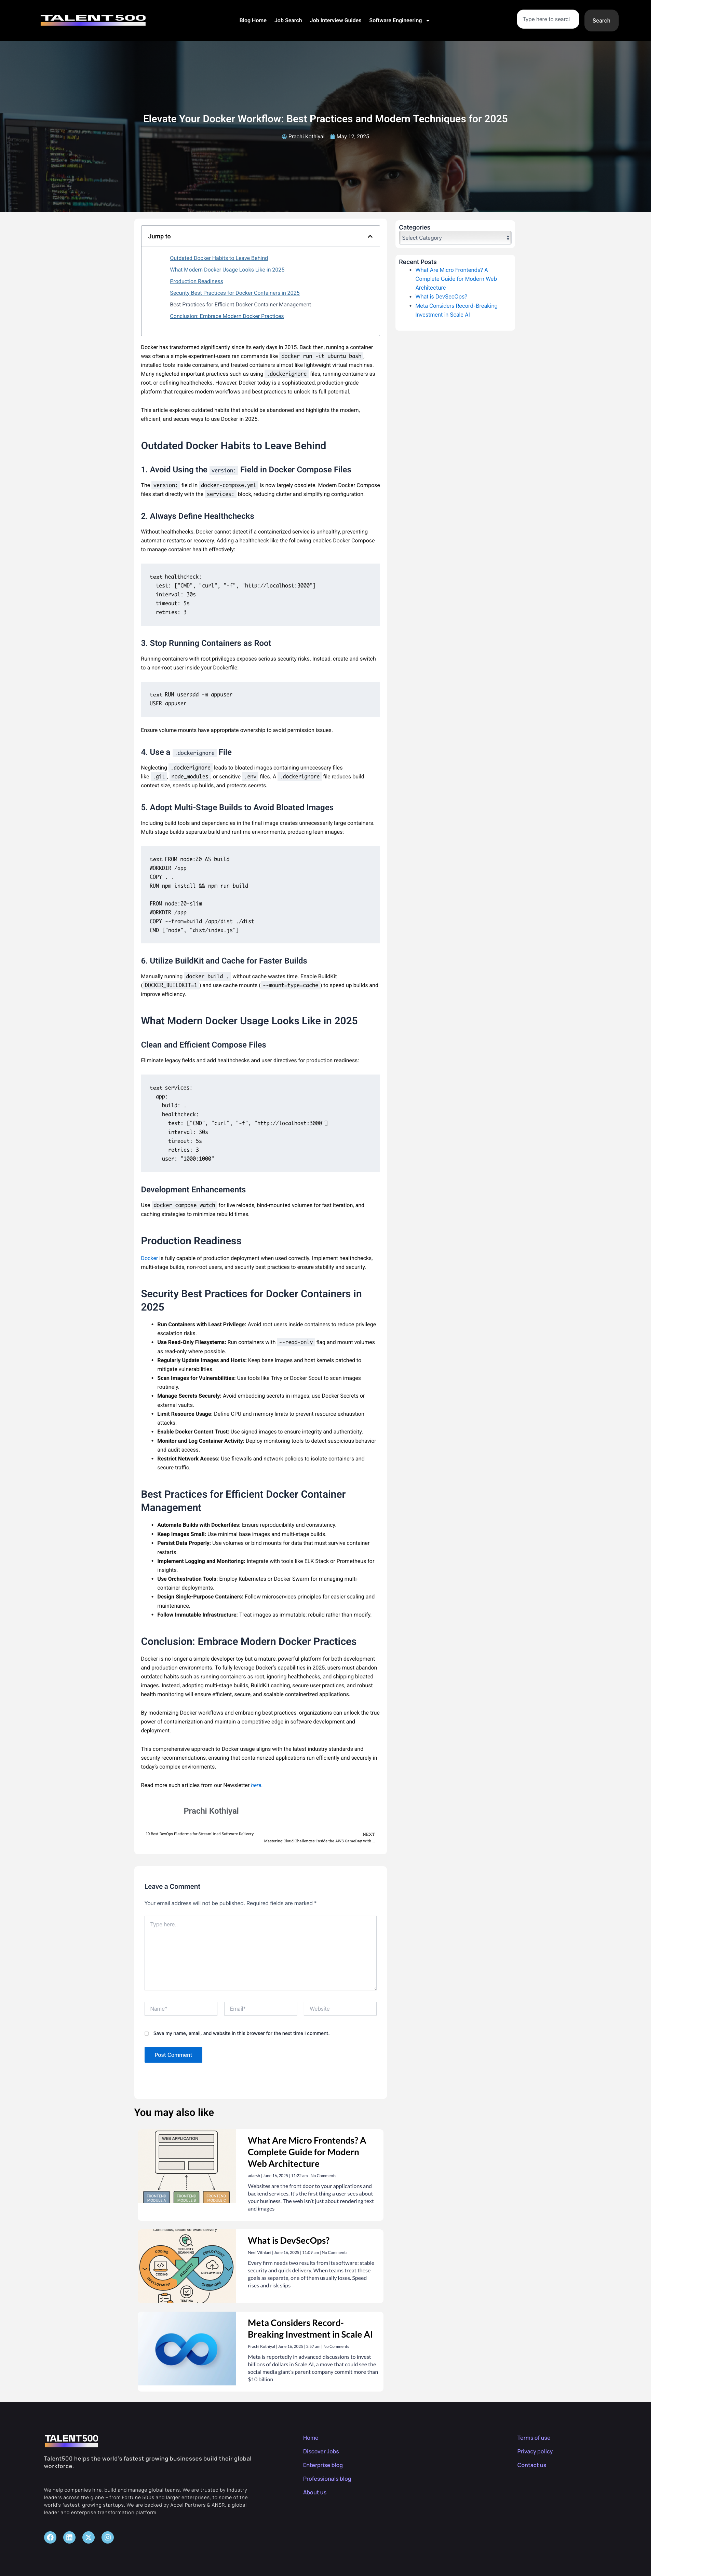 TALENT500
Blog Home
Job Search
Job Interview Guides
Software Engineering
Type here to searcl
Search
Elevate Your Docker Workflow: Best Practices and Modern Techniques for 2025
Prachi Kothiyal
May 12, 2025
Jump to
Outdated Docker Habits to Leave Behind
What Modern Docker Usage Looks Like in 2025
Production Readiness
Security Best Practices for Docker Containers in 2025
Best Practices for Efficient Docker Container Management
Conclusion: Embrace Modern Docker Practices
Categories
Select Category
Recent Posts
What Are Micro Frontends? A
Complete Guide for Modern Web
Architecture
What is DevSecOps?
Meta Considers Record-Breaking
Investment in Scale AI
Docker has transformed significantly since its early days in 2015. Back then, running a container
was often a simple experiment-users ran commands like docker run -it ubuntu bash,
installed tools inside containers, and treated containers almost like lightweight virtual machines.
Many neglected important practices such as using .dockerignore files, running containers as
root, or defining healthchecks. However, Docker today is a sophisticated, production-grade
platform that requires modern workflows and best practices to unlock its full potential.
This article explores outdated habits that should be abandoned and highlights the modern,
efficient, and secure ways to use Docker in 2025.
Outdated Docker Habits to Leave Behind
1. Avoid Using the version: Field in Docker Compose Files
The version: field in docker-compose.yml is now largely obsolete. Modern Docker Compose
files start directly with the services: block, reducing clutter and simplifying configuration.
2. Always Define Healthchecks
Without healthchecks, Docker cannot detect if a containerized service is unhealthy, preventing
automatic restarts or recovery. Adding a healthcheck like the following enables Docker Compose
to manage container health effectively:
text healthcheck:
test: ["CMD", "curl", "-f", "http://localhost:3000"]
interval: 30s
timeout: 5s
retries: 3
3. Stop Running Containers as Root
Running containers with root privileges exposes serious security risks. Instead, create and switch
to a non-root user inside your Dockerfile:
text RUN useradd -m appuser
USER appuser
Ensure volume mounts have appropriate ownership to avoid permission issues.
4. Use a .dockerignore File
Neglecting .dockerignore leads to bloated images containing unnecessary files
like .git, node_modules, or sensitive .env files. A .dockerignore file reduces build
context size, speeds up builds, and protects secrets.
5. Adopt Multi-Stage Builds to Avoid Bloated Images
Including build tools and dependencies in the final image creates unnecessarily large containers.
Multi-stage builds separate build and runtime environments, producing lean images:
text FROM node:20 AS build
WORKDIR /app
COPY . .
RUN npm install && npm run build
FROM node:20-slim
WORKDIR /app
COPY --from=build /app/dist ./dist
CMD ["node", "dist/index.js"]
6. Utilize BuildKit and Cache for Faster Builds
Manually running docker build . without cache wastes time. Enable BuildKit
(DOCKER_BUILDKIT=1) and use cache mounts (--mount=type=cache) to speed up builds and
improve efficiency.
What Modern Docker Usage Looks Like in 2025
Clean and Efficient Compose Files
Eliminate legacy fields and add healthchecks and user directives for production readiness:
text services:
app:
build: .
healthcheck:
test: ["CMD", "curl", "-f", "http://localhost:3000"]
interval: 30s
timeout: 5s
retries: 3
user: "1000:1000"
Development Enhancements
Use docker compose watch for live reloads, bind-mounted volumes for fast iteration, and
caching strategies to minimize rebuild times.
Production Readiness
Docker is fully capable of production deployment when used correctly. Implement healthchecks,
multi-stage builds, non-root users, and security best practices to ensure stability and security.
Security Best Practices for Docker Containers in
2025
Run Containers with Least Privilege: Avoid root users inside containers to reduce privilege
escalation risks.
Use Read-Only Filesystems: Run containers with --read-only flag and mount volumes
as read-only where possible.
Regularly Update Images and Hosts: Keep base images and host kernels patched to
mitigate vulnerabilities.
Scan Images for Vulnerabilities: Use tools like Trivy or Docker Scout to scan images
routinely.
Manage Secrets Securely: Avoid embedding secrets in images; use Docker Secrets or
external vaults.
Limit Resource Usage: Define CPU and memory limits to prevent resource exhaustion
attacks.
Enable Docker Content Trust: Use signed images to ensure integrity and authenticity.
Monitor and Log Container Activity: Deploy monitoring tools to detect suspicious behavior
and audit access.
Restrict Network Access: Use firewalls and network policies to isolate containers and
secure traffic.
Best Practices for Efficient Docker Container
Management
Automate Builds with Dockerfiles: Ensure reproducibility and consistency.
Keep Images Small: Use minimal base images and multi-stage builds.
Persist Data Properly: Use volumes or bind mounts for data that must survive container
restarts.
Implement Logging and Monitoring: Integrate with tools like ELK Stack or Prometheus for
insights.
Use Orchestration Tools: Employ Kubernetes or Docker Swarm for managing multi-
container deployments.
Design Single-Purpose Containers: Follow microservices principles for easier scaling and
maintenance.
Follow Immutable Infrastructure: Treat images as immutable; rebuild rather than modify.
Conclusion: Embrace Modern Docker Practices
Docker is no longer a simple developer toy but a mature, powerful platform for both development
and production environments. To fully leverage Docker's capabilities in 2025, users must abandon
outdated habits such as running containers as root, ignoring healthchecks, and shipping bloated
images. Instead, adopting multi-stage builds, BuildKit caching, secure user practices, and robust
health monitoring will ensure efficient, secure, and scalable containerized applications.
By modernizing Docker workflows and embracing best practices, organizations can unlock the true
power of containerization and maintain a competitive edge in software development and
deployment.
This comprehensive approach to Docker usage aligns with the latest industry standards and
security recommendations, ensuring that containerized applications run efficiently and securely in
today's complex environments.
Read more such articles from our Newsletter here.
Prachi Kothiyal
10 Best DevOps Platforms for Streamlined Software Delivery
NEXT
Mastering Cloud Challenges: Inside the AWS GameDay with ...
Leave a Comment
Your email address will not be published. Required fields are marked *
Type here..
Name*
Email*
Website
Save my name, email, and website in this browser for the next time I comment.
Post Comment
You may also like
WEB APPLICATION
FRONTEND
MODULE A
FRONTEND
MODULE B
FRONTEND
What Are Micro Frontends? A
Complete Guide for Modern
Web Architecture
adarsh | June 16, 2025 | 11:22 am | No Comments
Websites are the front door to your applications and
backend services. It's the first thing a user sees about
your business. The web isn't just about rendering text
and images
CODING
SECURITY
TESTING
DEPLOYMENT
OPERATIONS
What is DevSecOps?
Neel Vithlani | June 16, 2025 | 11:09 am | No Comments
Every firm needs two results from its software: stable
security and quick delivery. When teams treat these
goals as separate, one of them usually loses. Speed
rises and risk slips
Meta Considers Record-
Breaking Investment in Scale AI
Prachi Kothiyal | June 16, 2025 | 3:57 am | No Comments
Meta is reportedly in advanced discussions to invest
billions of dollars in Scale AI, a move that could see the
social media giant's parent company commit more than
$10 billion
TALENT500
Talent500 helps the world's fastest growing businesses build their global
workforce.
We help companies hire, build and manage global teams. We are trusted by industry
leaders across the globe – from Fortune 500s and larger enterprises, to some of the
world's fastest-growing startups. We are backed by Accel Partners & ANSR, a global
leader and enterprise transformation platform.
Home
Discover Jobs
Enterprise blog
Professionals blog
About us
Terms of use
Privacy policy
Contact us